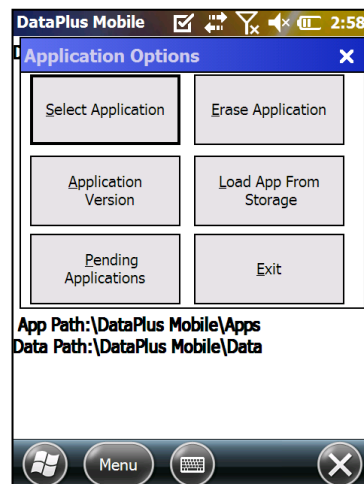 DataPlus Mobile 2:58
Application Options
Select Application
Erase Application
Application
Version
Load App From
Storage
Pending
Applications
Exit
App Path:\DataPlus Mobile\Apps
Data Path:\DataPlus Mobile\Data
Menu